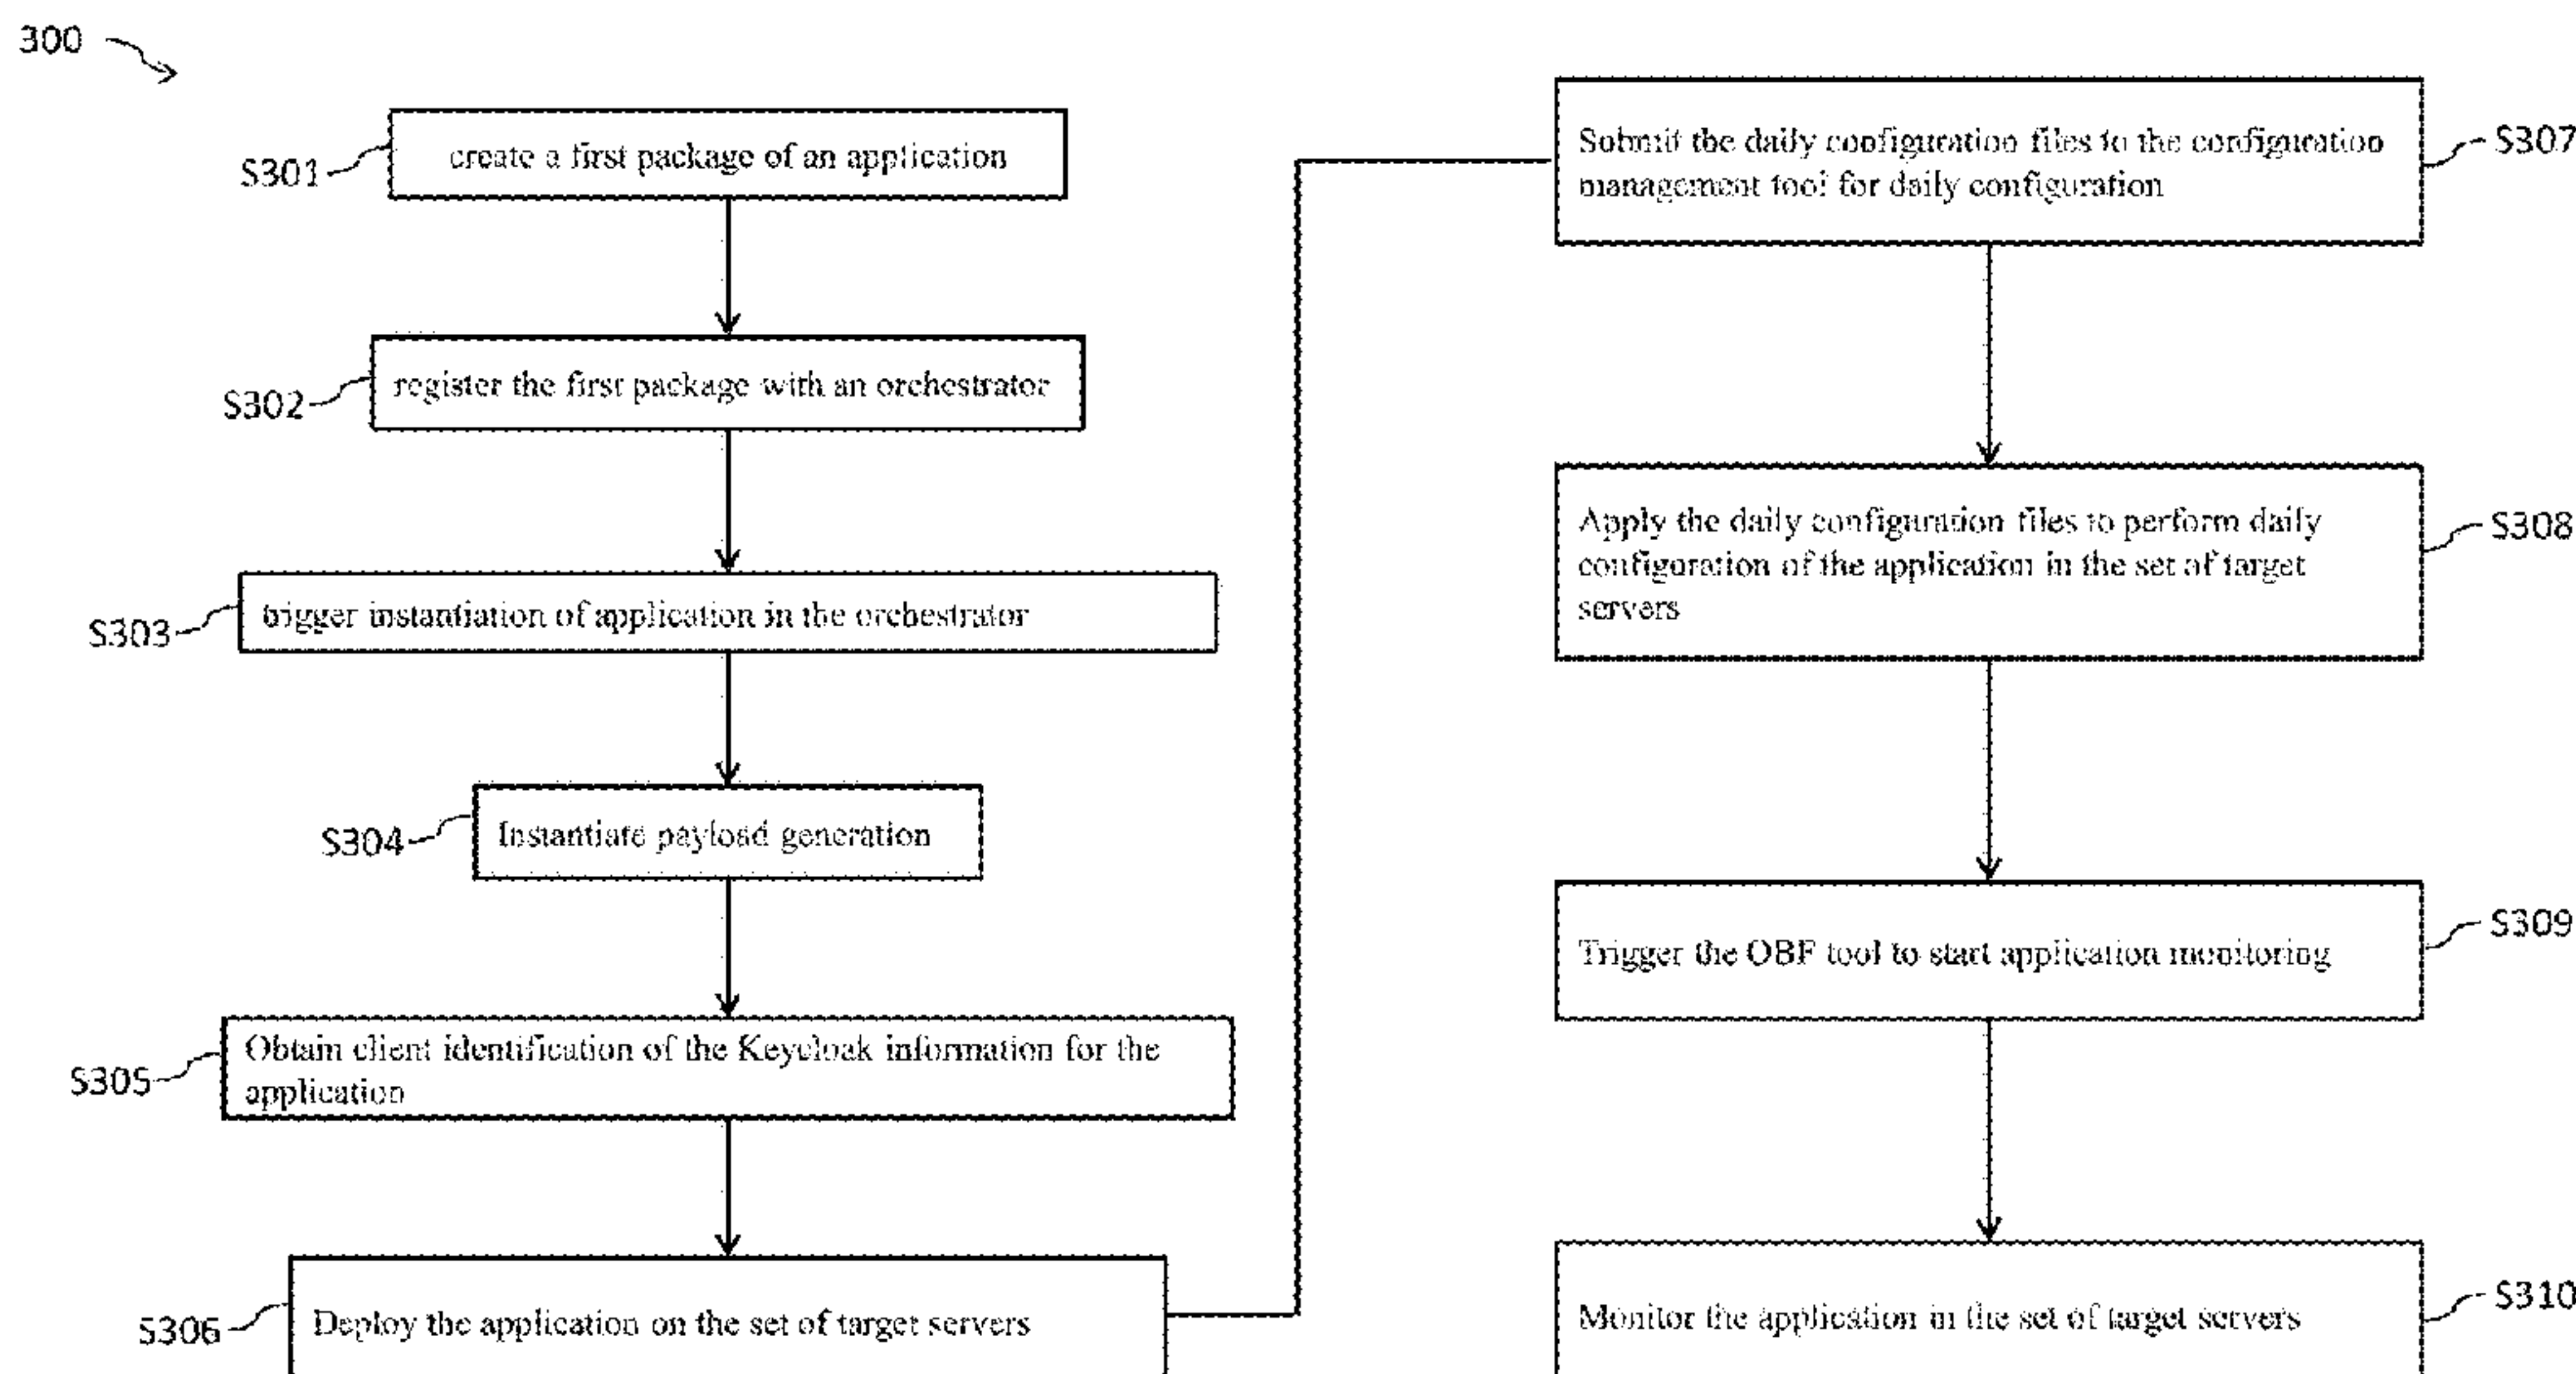 300
S301
create a first package of an application
S302
register the first package with an orchestrator
S303
trigger instantiation of application in the orchestrator
S304
Instantiate payload generation
S305
Obtain client identification of the Keycloak information for the
application
S306
Deploy the application on the set of target servers
Submit the daily configuration files to the configuration
management tool for daily configuration
S307
Apply the daily configuration files to perform daily
configuration of the application in the set of target
servers
S308
Trigger the OBF tool to start application monitoring
S309
Monitor the application in the set of target servers
S310